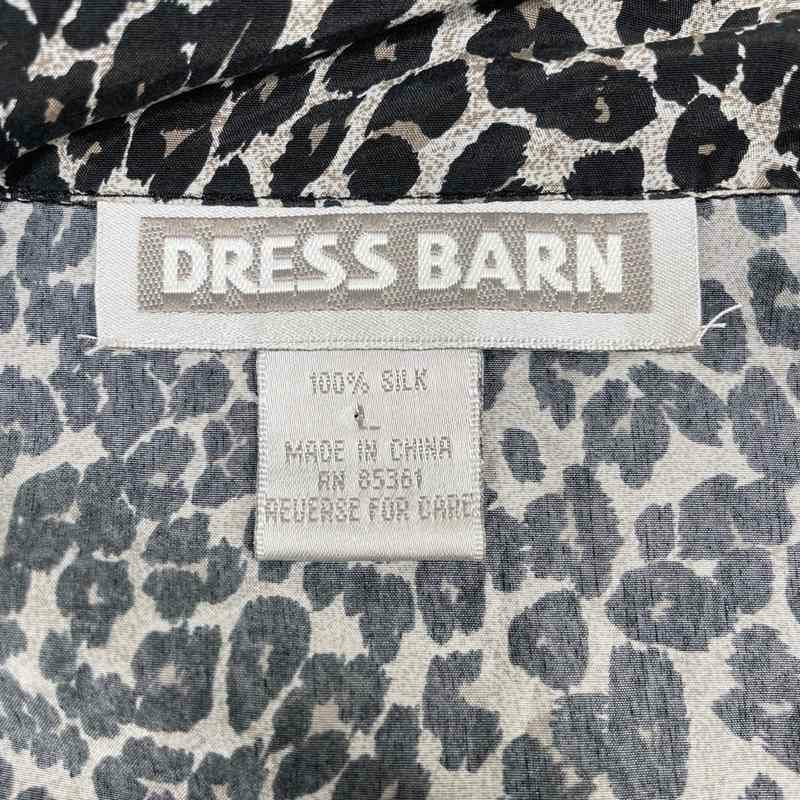 DRESS BARN
100% SILK
L
MADE IN CHINA
RN 85361
REVERSE FOR CARE